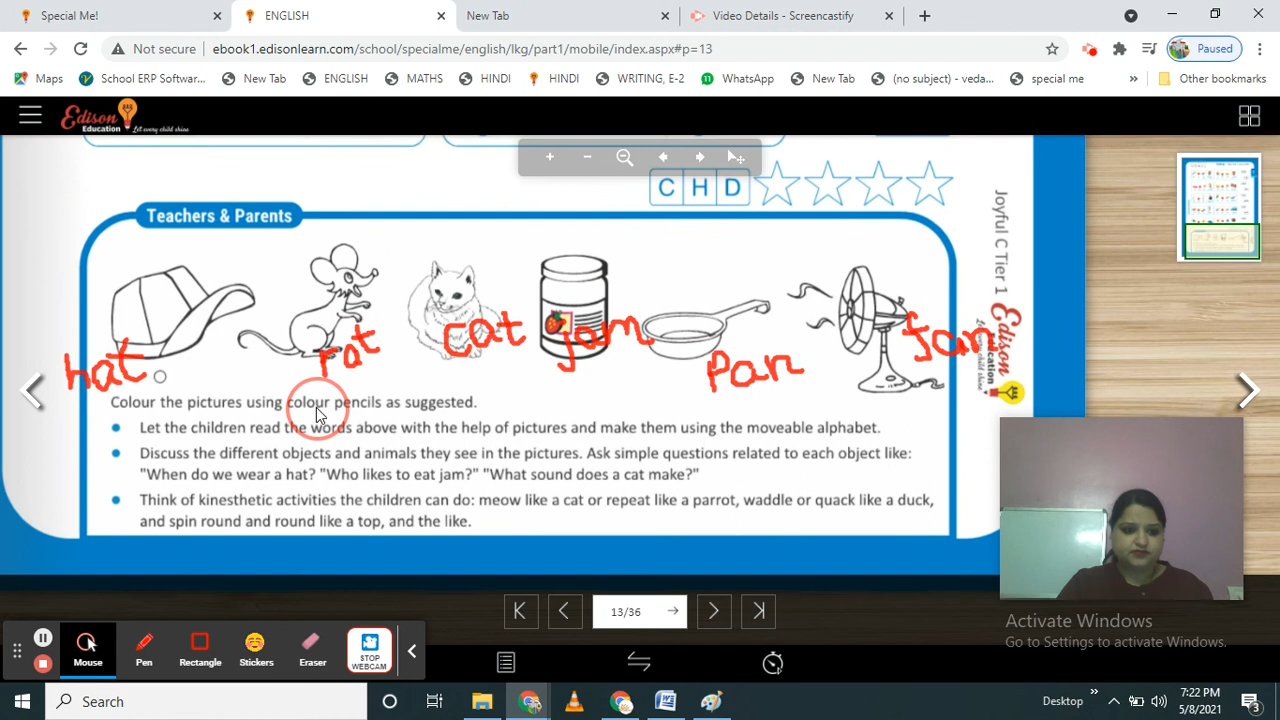 Special Me!
ENGLISH
New Tab
Video Details - Screencastify
Not secure
ebook1.edisonlearn.com/school/specialme/english/lkg/part1/mobile/index.aspx#p=13
Paused
Maps
School ERP Softwar...
New Tab
ENGLISH
MATHS
HINDI
HINDI
WRITING, E-2
WhatsApp
New Tab
(no subject) - veda...
special me
Other bookmarks
Edison
Education
Let every child shine
C H D
Teachers & Parents
Joyful C Tier 1
Edison
Education
hat
rat
cat
jam
pan
fan
Colour the pictures using colour pencils as suggested.
Let the children read the words above with the help of pictures and make them using the moveable alphabet.
Discuss the different objects and animals they see in the pictures. Ask simple questions related to each object like:
"When do we wear a hat? "Who likes to eat jam?" "What sound does a cat make?"
Think of kinesthetic activities the children can do: meow like a cat or repeat like a parrot, waddle or quack like a duck,
and spin round and round like a top, and the like.
13/36
Activate Windows
Go to Settings to activate Windows.
Mouse
Pen
Rectangle
Stickers
Eraser
STOP
WEBCAM
Search
Desktop
7:22 PM
5/8/2021
3